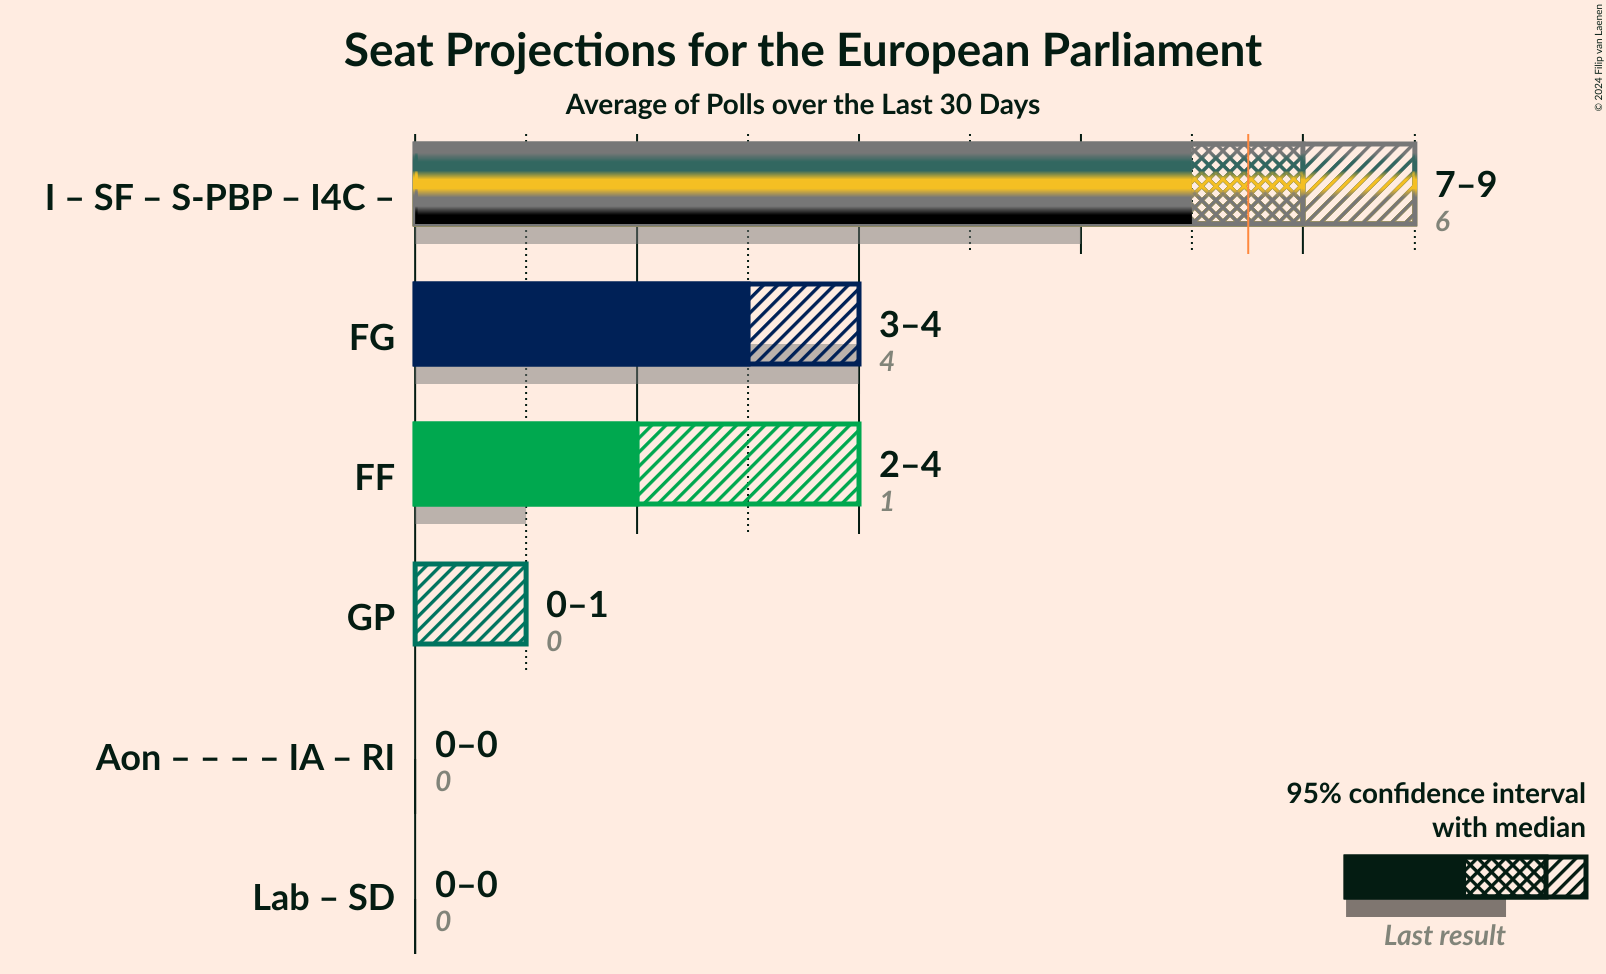 Seat Projections for the European Parliament
Average of Polls over the Last 30 Days
© 2024 Filip van Laenen
I – SF – S-PBP – I4C –
7–9
6
FG
3–4
4
FF
2–4
1
GP
0–1
0
Aon – – – – IA – RI
0–0
0
Lab – SD
0–0
0
95% confidence interval
with median
Last result